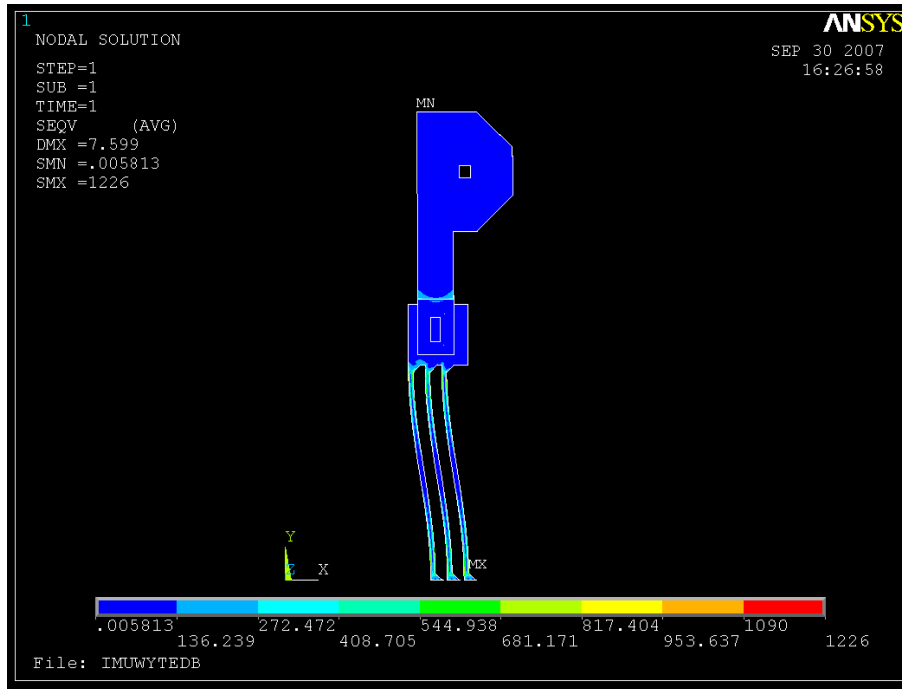 1
ANSYS
NODAL SOLUTION
SEP 30 2007
16:26:58
STEP=1
SUB =1
TIME=1
SEQV (AVG)
DMX =7.599
SMN =.005813
SMX =1226
MN
MX
Y
Z X
.005813 272.472 544.938 817.404 1090
136.239 408.705 681.171 953.637 1226
File: IMUWYTEDB